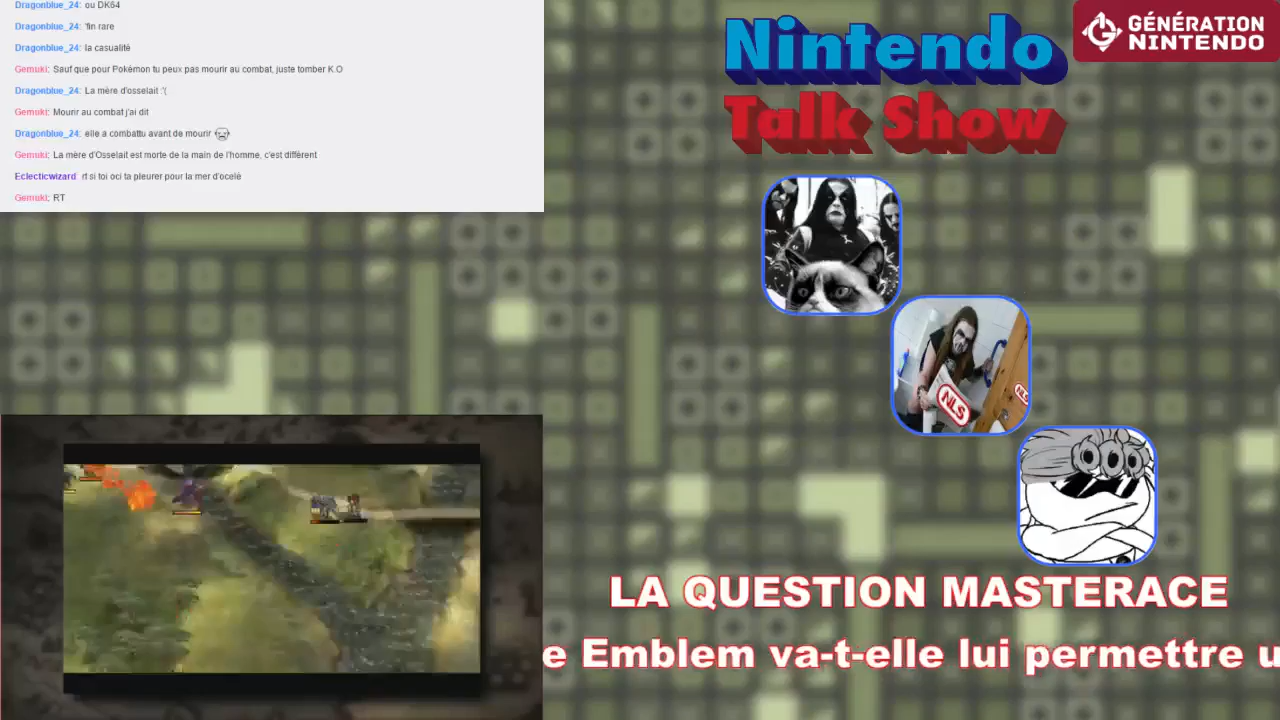 Dragonblue_24: ou DK64
Dragonblue_24: 'fin rare
Dragonblue_24: la casualité
Gemuki: Sauf que pour Pokémon tu peux pas mourir au combat, juste tomber K.O
Dragonblue_24: La mère d'osselait :'(
Gemuki: Mourir au combat j'ai dit
Dragonblue_24: elle a combattu avant de mourir
Gemuki: La mère d'Osselait est morte de la main de l'homme, c'est différent
Eclecticwizard: rt si toi oci ta pleurer pour la mer d'ocelé
Gemuki: RT
Nintendo
Talk Show
GÉNÉRATION
NINTENDO
NLS
NLS
LA QUESTION MASTERACE
e Emblem va-t-elle lui permettre u